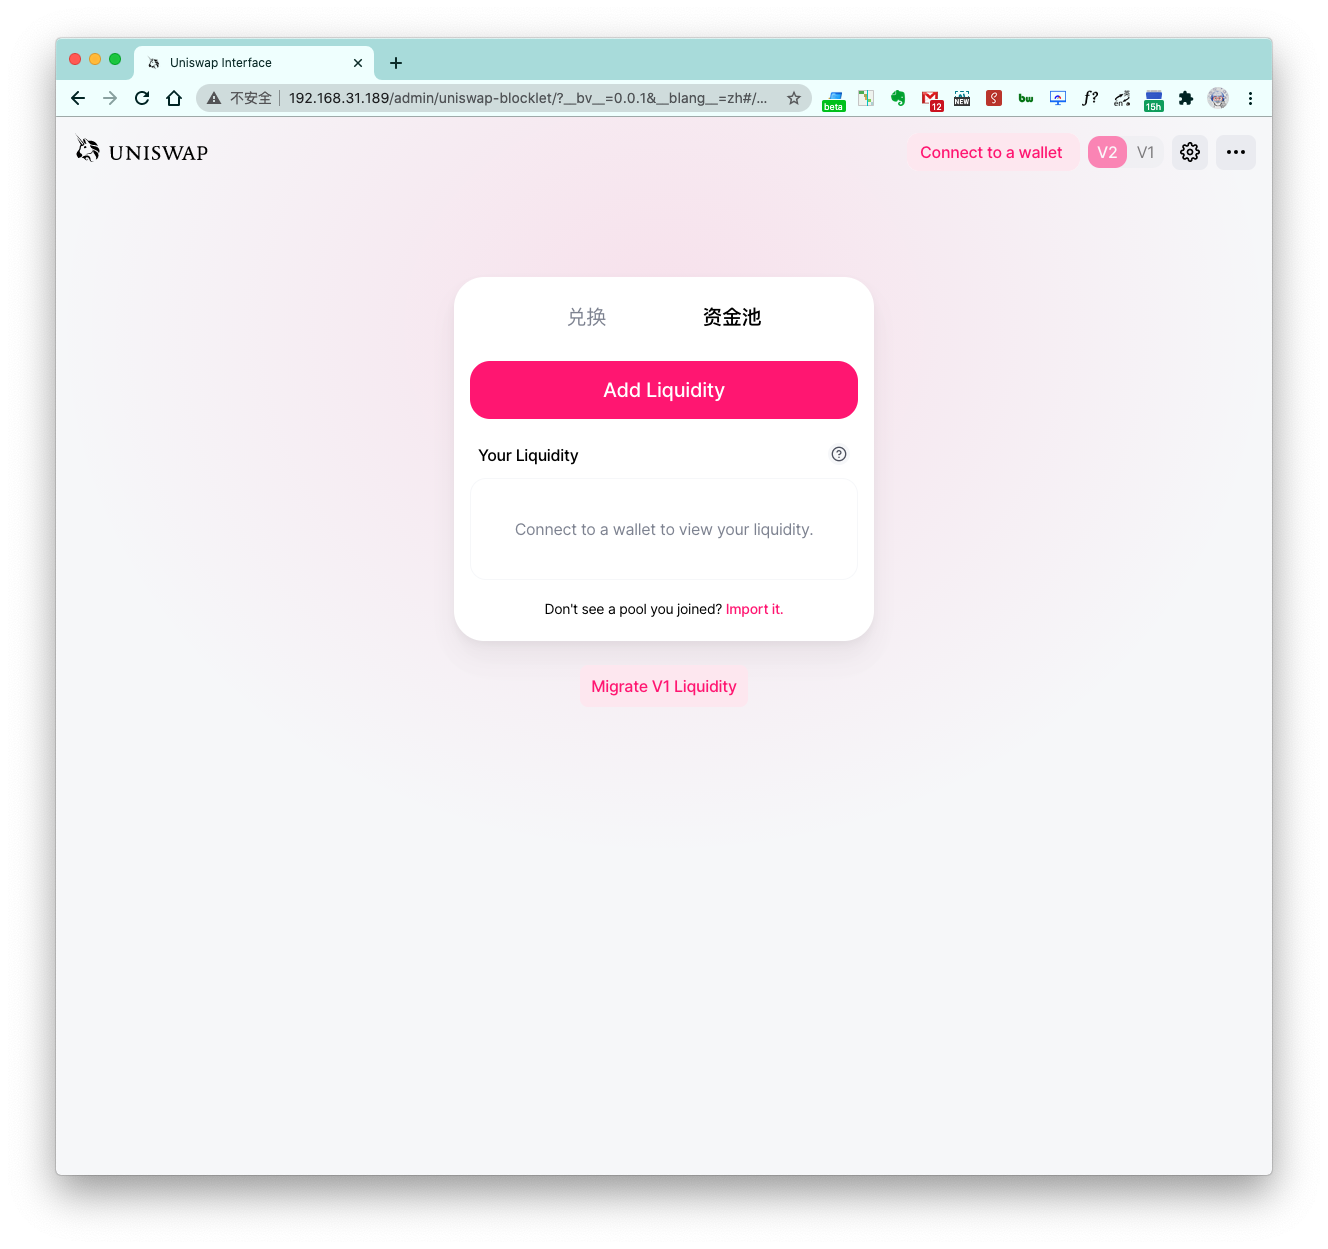 Uniswap Interface
不安全 192.168.31.189/admin/uniswap-blocklet/?__bv__=0.0.1&__blang__=zh#/...
beta
12
NEW
bw
f?
en
15h
UNISWAP
Connect to a wallet
V2 V1
兑换 资金池
Add Liquidity
Your Liquidity
Connect to a wallet to view your liquidity.
Don't see a pool you joined? Import it.
Migrate V1 Liquidity